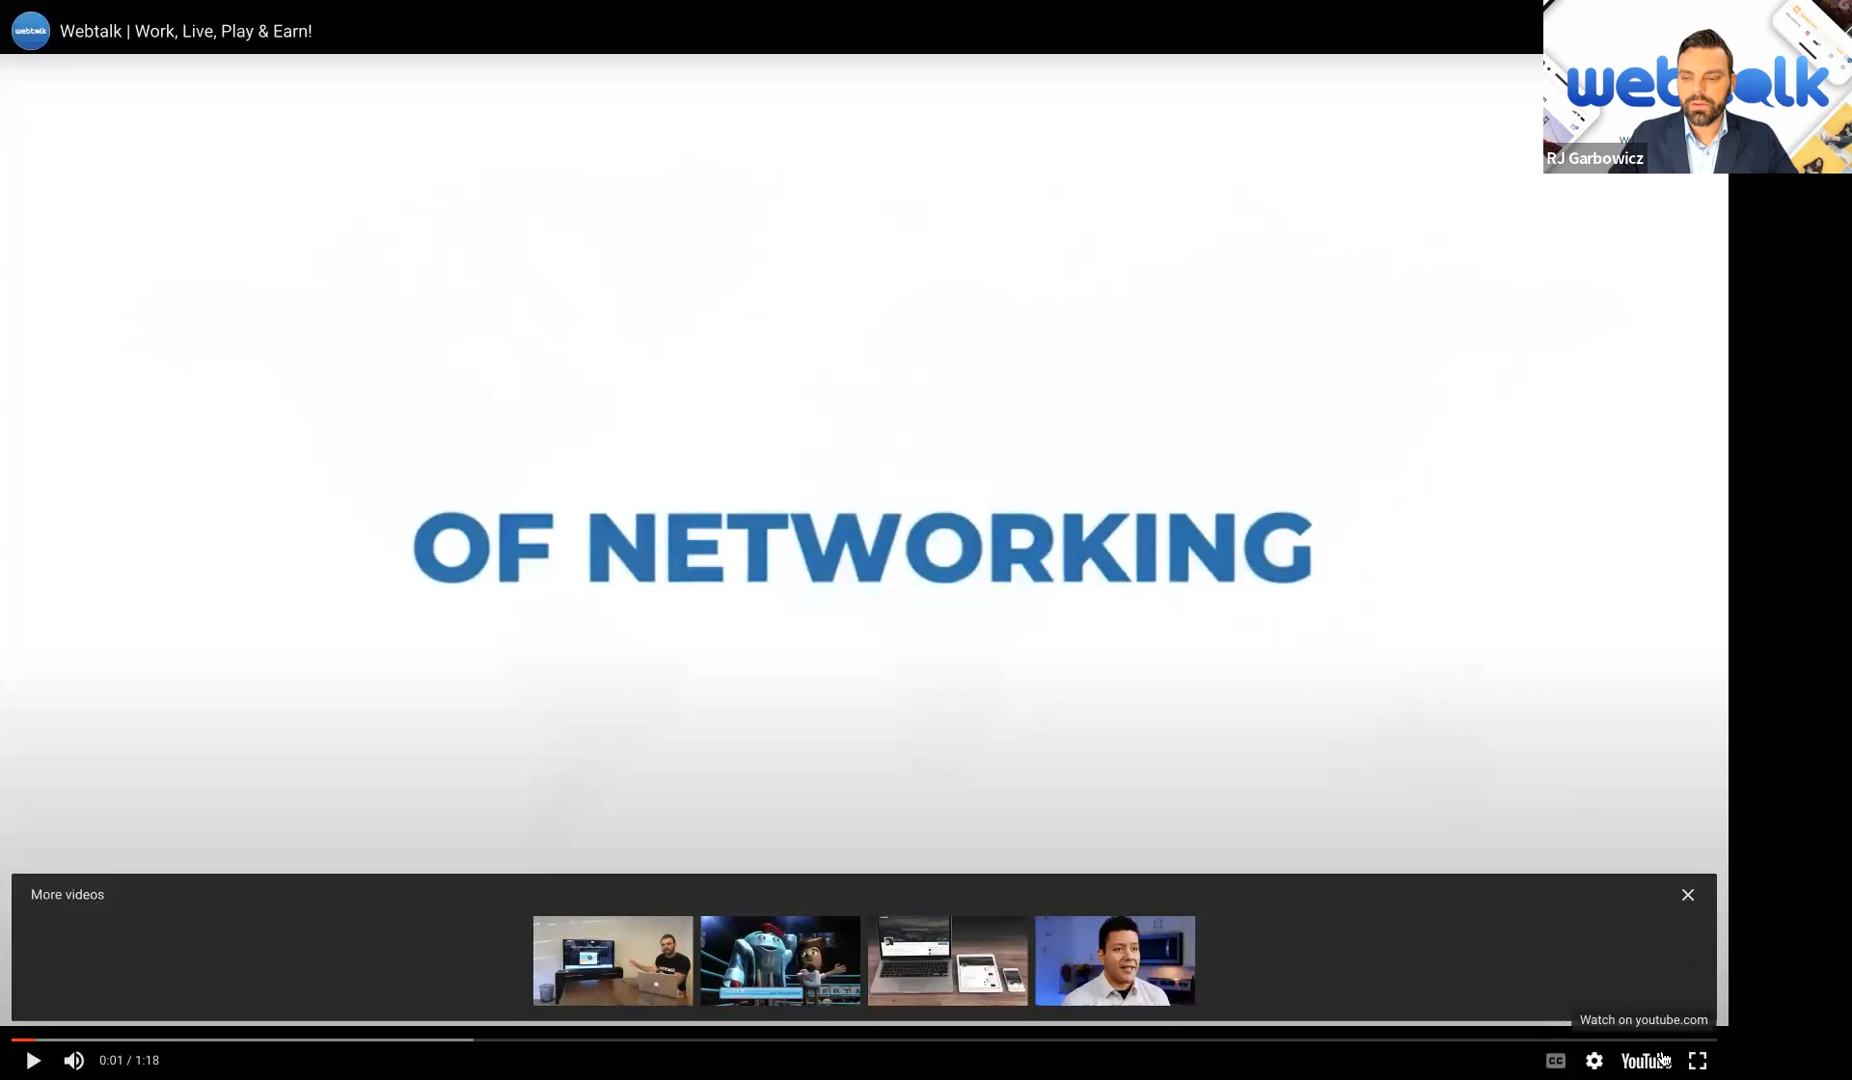 webtalk
Webtalk | Work, Live, Play & Earn!
RJ Garbowicz
OF NETWORKING
More videos
Watch on youtube.com
0:01 / 1:18
CC
YouTube